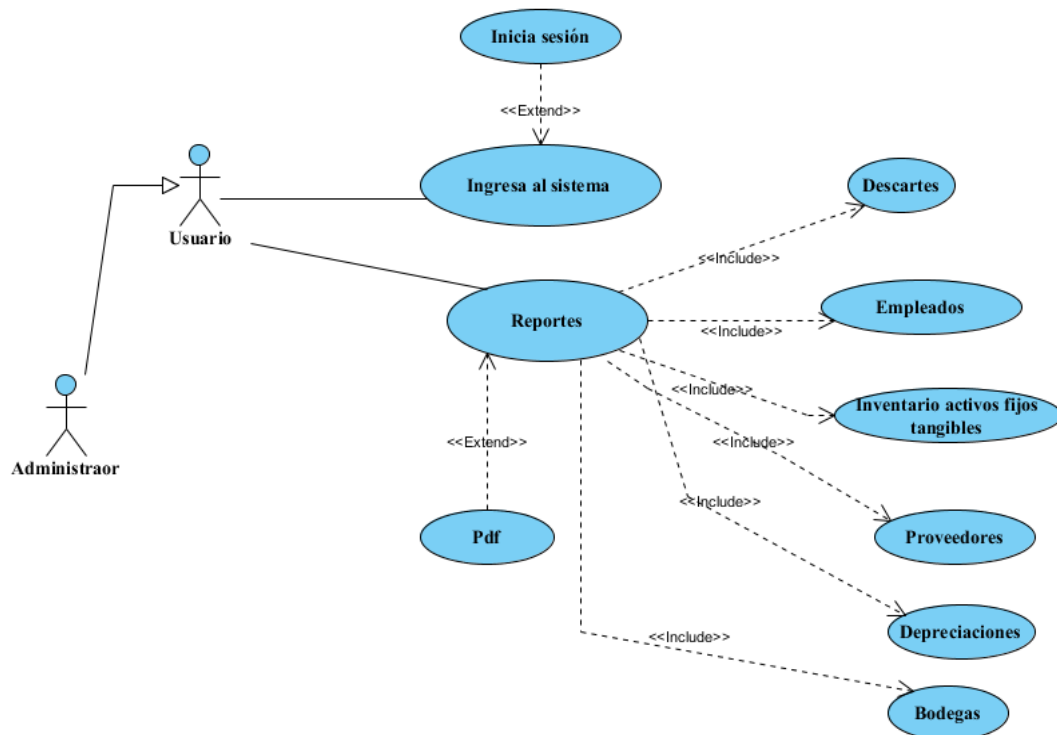 Inicia sesión
<<Extend>>
Ingresa al sistema
Descartes
Usuario
<<Include>>
Empleados
Reportes
<<Include>>
<<Include>>
Inventario activos fijos
tangibles
<<Extend>>
<<Include>>
Administraor
<<Include>>
Pdf
Proveedores
<<Include>>
Depreciaciones
Bodegas